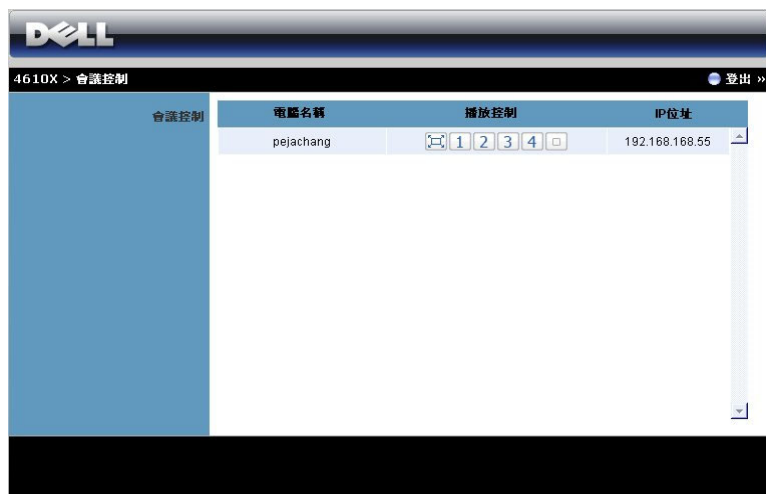 DELL
4610X > 會議控制
登出 »
會議控制
電腦名稱 播放控制 IP位址
pejachang 1 2 3 4 192.168.168.55